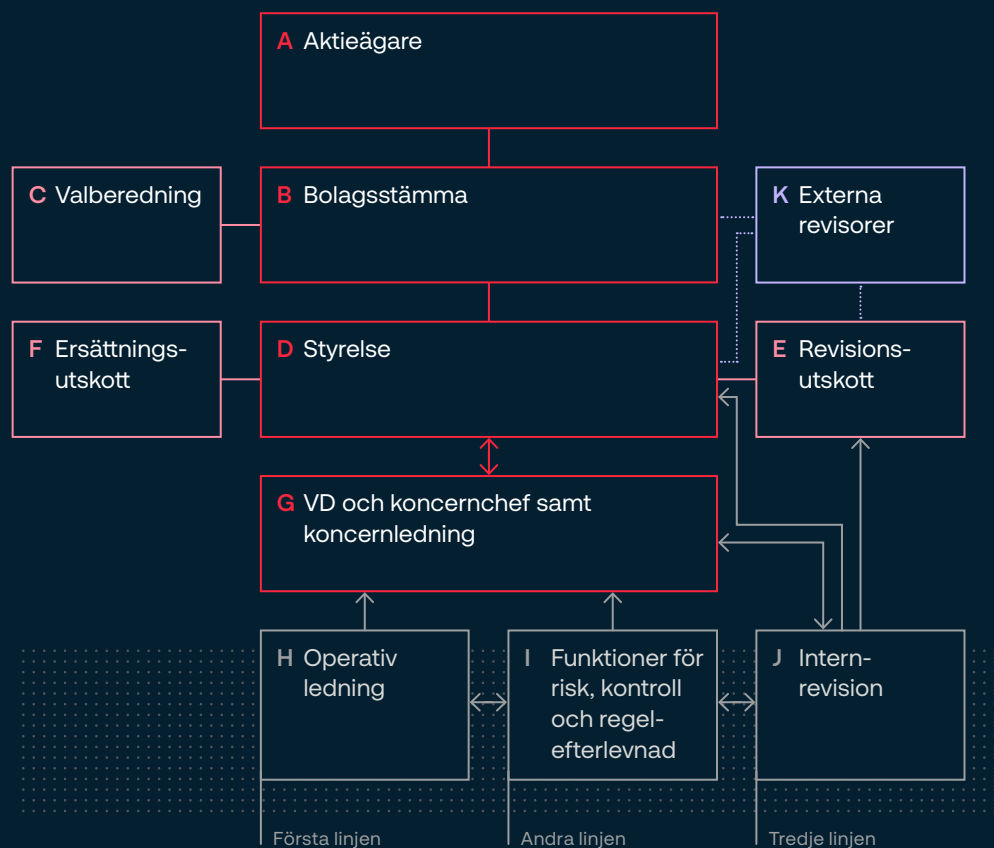 A Aktieägare
C Valberedning
B Bolagsstämma
K Externa
revisorer
F Ersättnings-
utskott
D Styrelse
E Revisions-
utskott
G VD och koncernchef samt
koncernledning
H Operativ
ledning
I Funktioner för
risk, kontroll
och regel-
efterlevnad
J Intern-
revision
Första linjen
Andra linjen
Tredje linjen